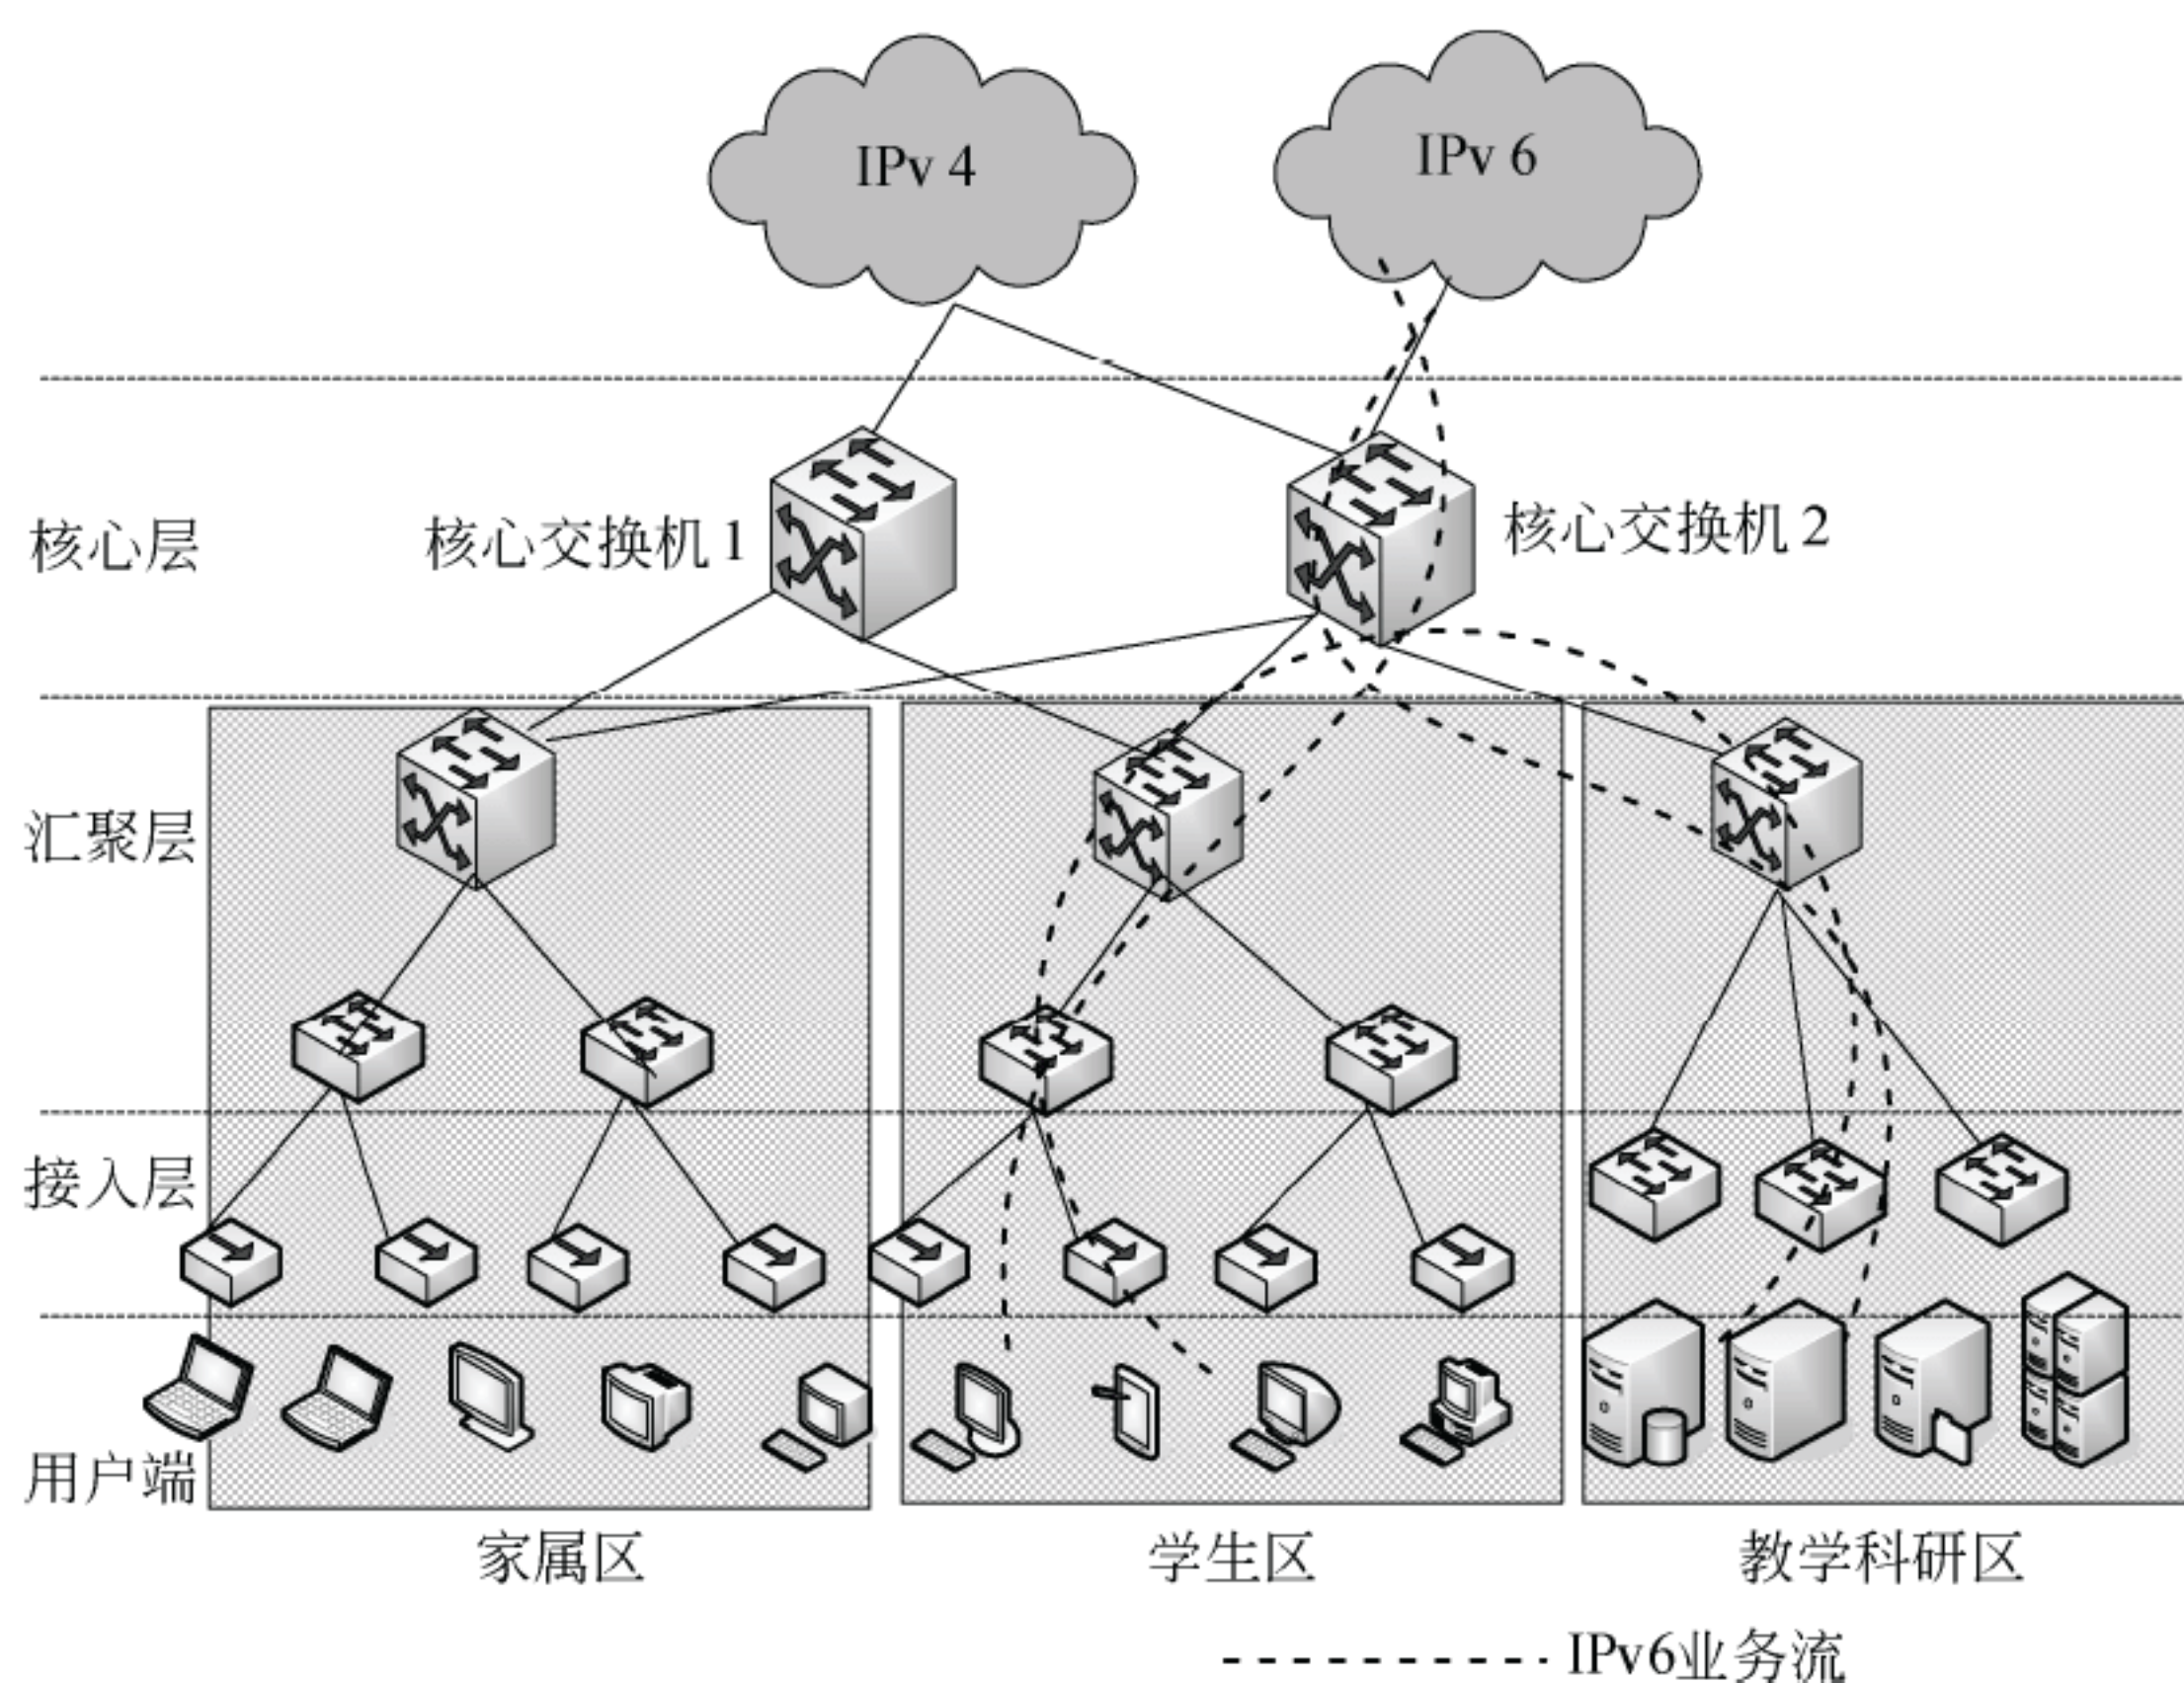 IPv 4
IPv 6
核心层
核心交换机 1
核心交换机 2
汇聚层
接入层
用户端
家属区
学生区
教学科研区
IPv6业务流